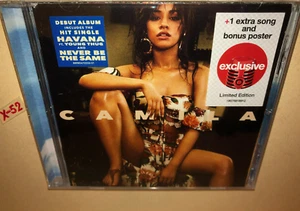 DEBUT ALBUM
INCLUDES THE
HIT SINGLE
HAVANA
FT. YOUNG THUG
AND
NEVER BE
THE SAME
+1 extra song
and
bonus poster
exclusive
Limited Edition
CAMILA
X-52